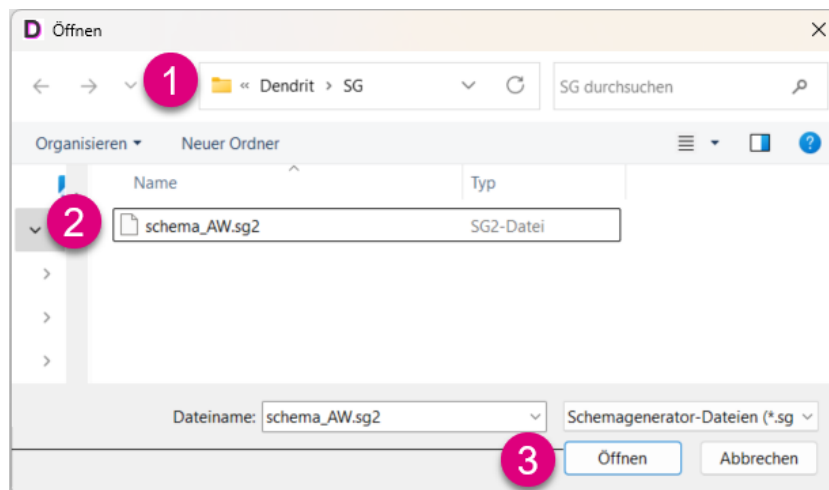 D Öffnen
1 « Dendrit > SG SG durchsuchen
Organisieren Neuer Ordner ?
Name Typ
2 schema_AW.sg2 SG2-Datei
Dateiname: schema_AW.sg2 Schemagenerator-Dateien (*.sg
3 Öffnen Abbrechen